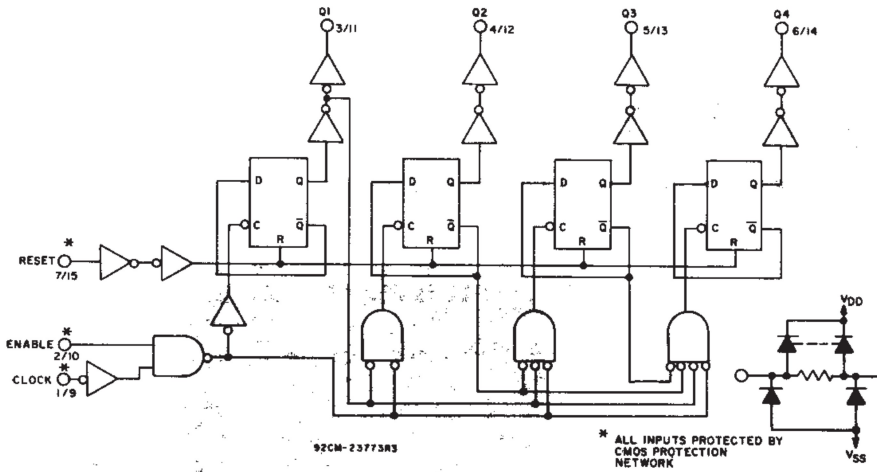 Q1
3/11
Q2
4/12
Q3
5/13
Q4
6/14
D Q
C Q̅
R
D Q
C Q̅
R
D Q
C Q̅
R
D Q
C Q̅
R
*
RESET
7/15
*
ENABLE
2/10
*
CLOCK
1/9
VDD
VSS
92CM-23773R3
* ALL INPUTS PROTECTED BY
CMOS PROTECTION
NETWORK